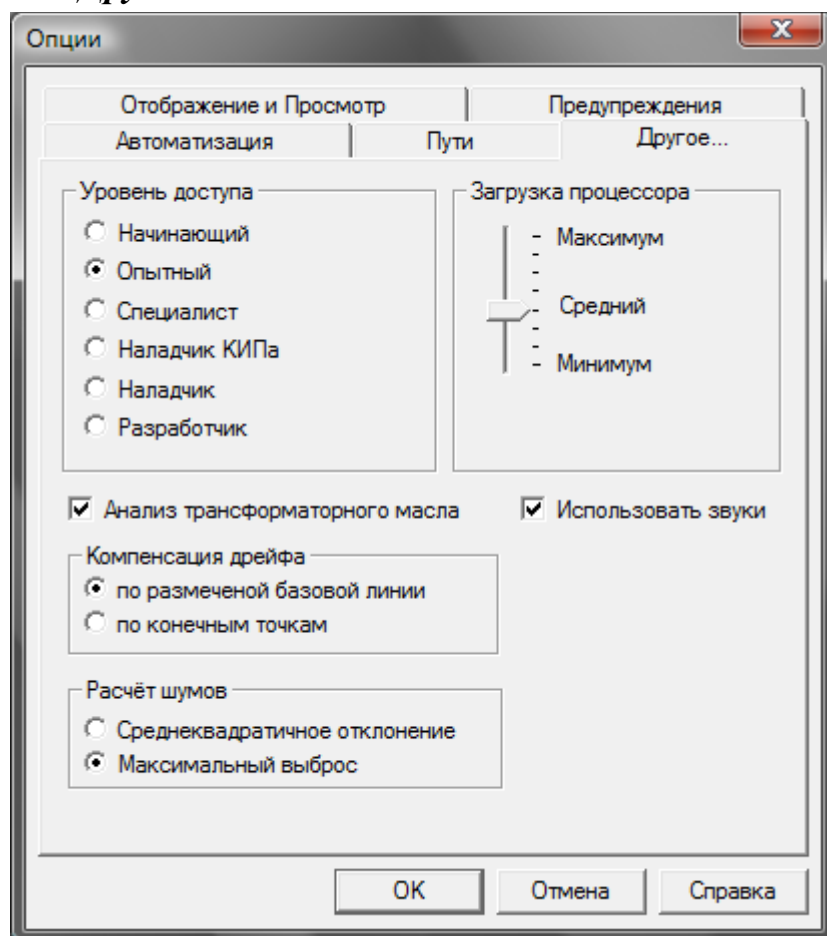 Опции
Отображение и Просмотр
Предупреждения
Автоматизация
Пути
Другое...
Уровень доступа
Начинающий
Опытный
Специалист
Наладчик КИПа
Наладчик
Разработчик
Загрузка процессора
Максимум
Средний
Минимум
Анализ трансформаторного масла
Использовать звуки
Компенсация дрейфа
по размеченой базовой линии
по конечным точкам
Расчёт шумов
Среднеквадратичное отклонение
Максимальный выброс
OK
Отмена
Справка